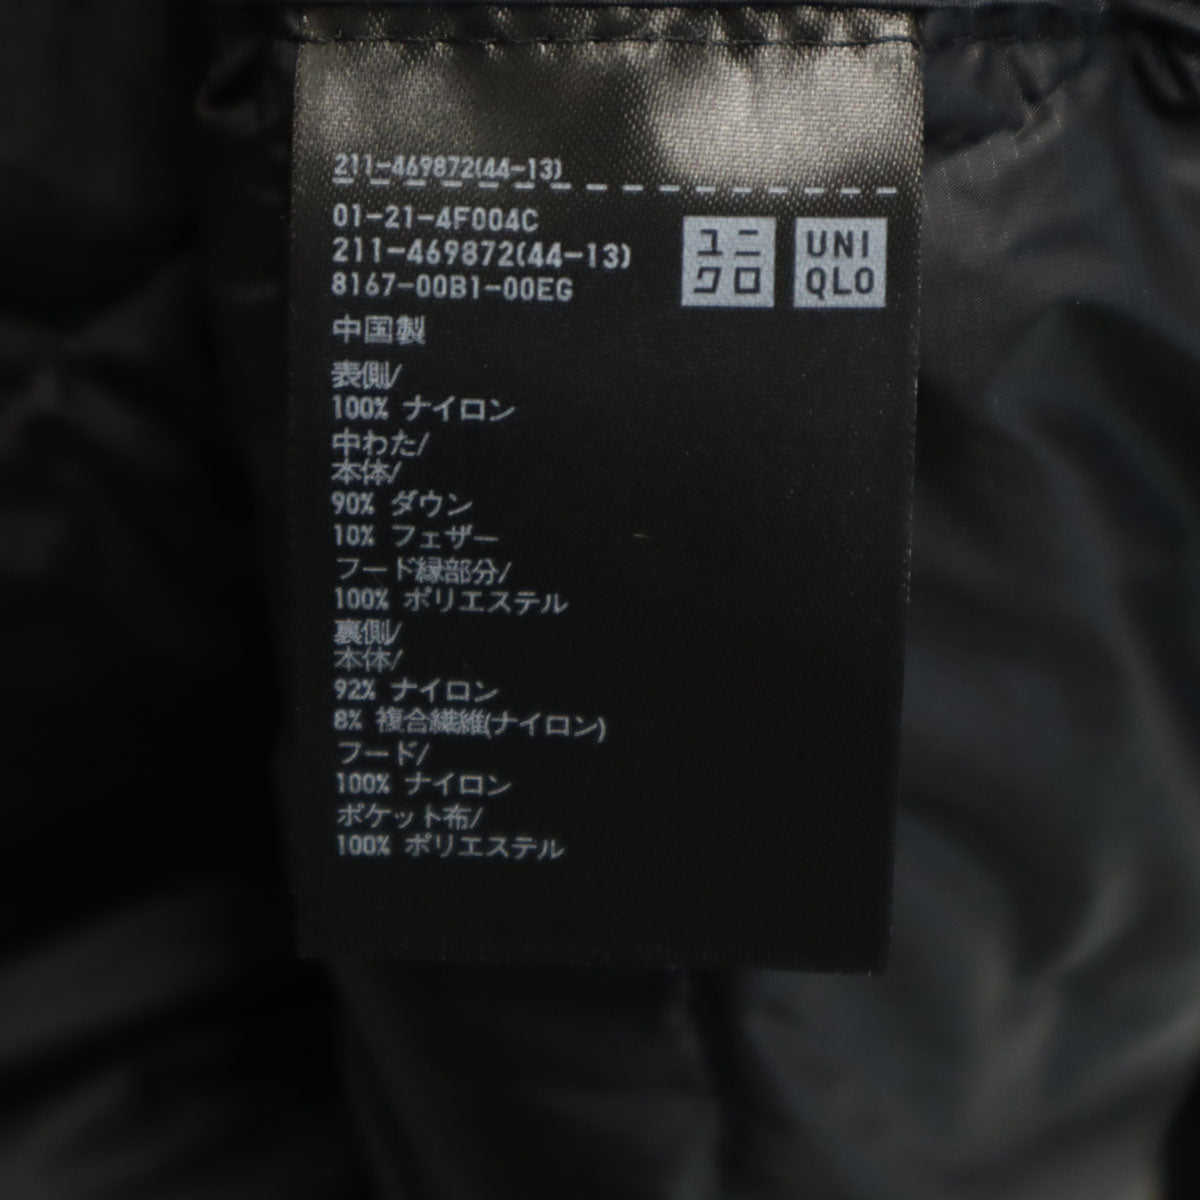 211-469872(44-13)
01-21-4F004C
211-469872(44-13)
8167-00B1-00EG
ユニ
クロ
UNI
QLO
中国製
表側/
100% ナイロン
中わた/
本体/
90% ダウン
10% フェザー
フード縁部分/
100% ポリエステル
裏側/
本体/
92% ナイロン
8% 複合繊維(ナイロン)
フード/
100% ナイロン
ポケット布/
100% ポリエステル